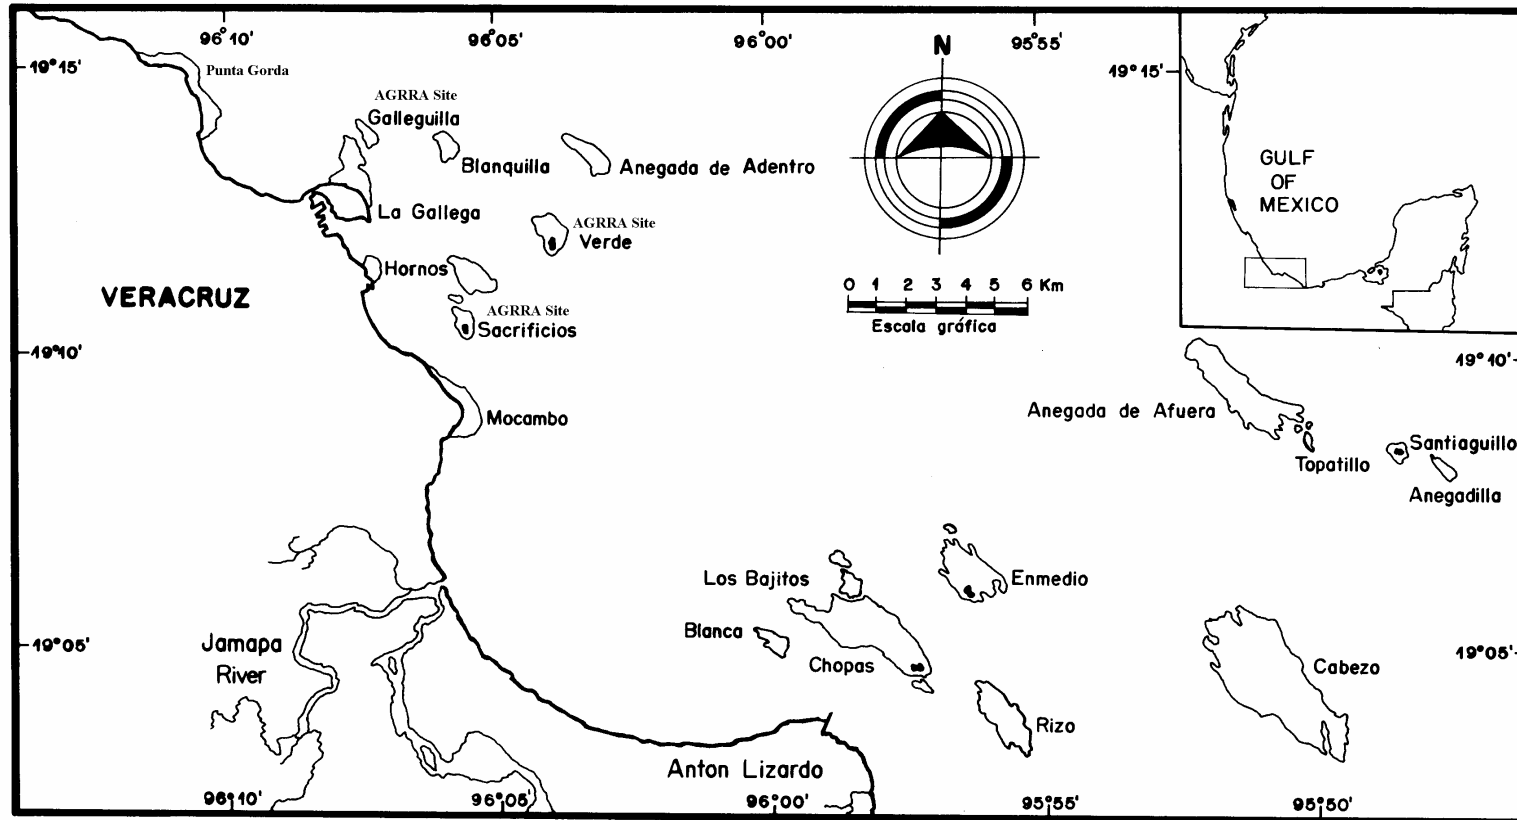 96°10'
96°05'
96°00'
95°55'
19°15'
Punta Gorda
N
19°15'
AGRRA Site
Galleguilla
Blanquilla
Anegada de Adentro
GULF
OF
MEXICO
La Gallega
AGRRA Site
Verde
Hornos
VERACRUZ
0 1 2 3 4 5 6 Km
Escala gráfica
AGRRA Site
Sacrificios
19°10'
19°10'
Mocambo
Anegada de Afuera
Topatillo
Santiaguillo
Anegadilla
Los Bajitos
Enmedio
Blanca
Jamapa
River
19°05'
Chopas
19°05'
Cabezo
Rizo
Anton Lizardo
96°10'
96°05'
96°00'
95°55'
95°50'